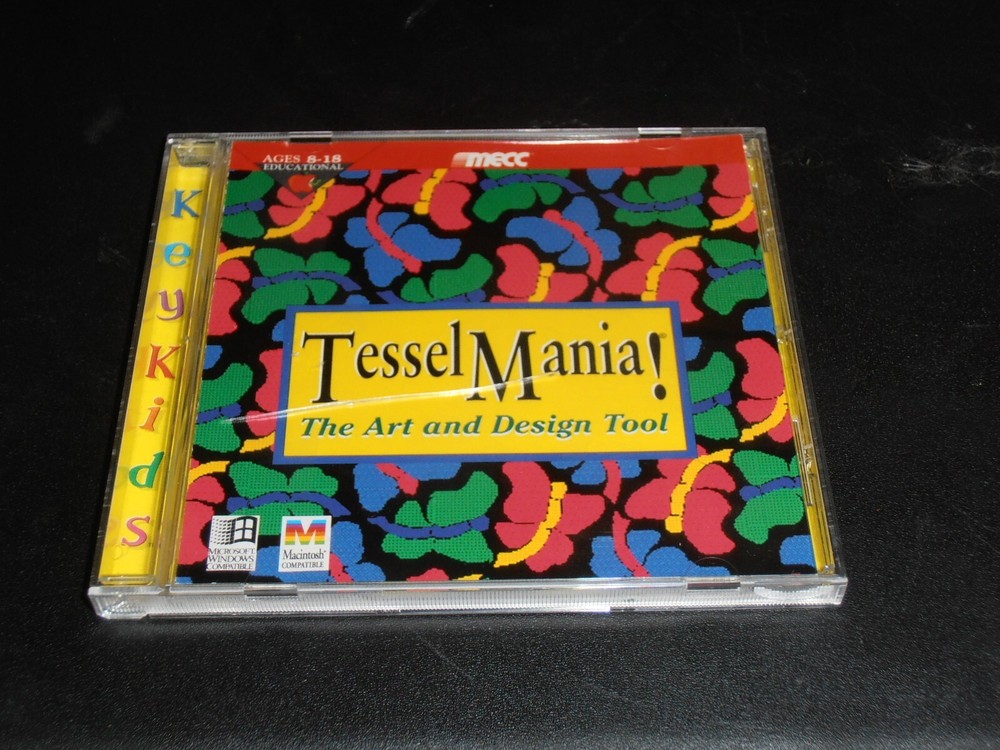 KeyKids
AGES 8-18
EDUCATIONAL
mecc
TesselMania!
The Art and Design Tool
MICROSOFT
WINDOWS
COMPATIBLE
M
Macintosh
COMPATIBLE